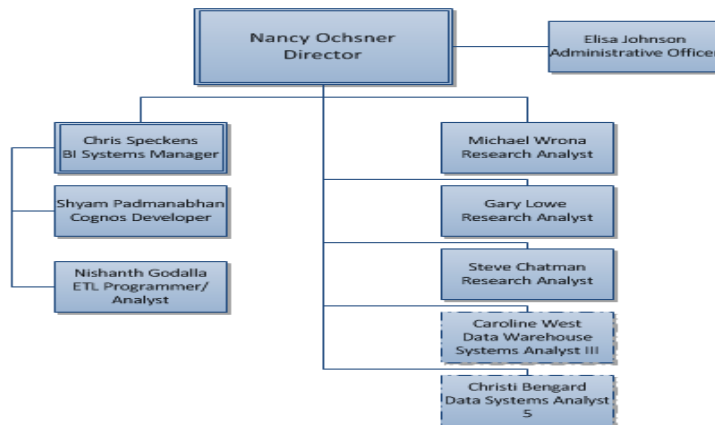 Nancy Ochsner
Director
Elisa Johnson
Administrative Officer
Chris Speckens
BI Systems Manager
Shyam Padmanabhan
Cognos Developer
Nishanth Godalla
ETL Programmer/
Analyst
Michael Wrona
Research Analyst
Gary Lowe
Research Analyst
Steve Chatman
Research Analyst
Caroline West
Data Warehouse
Systems Analyst III
Christi Bengard
Data Systems Analyst
5